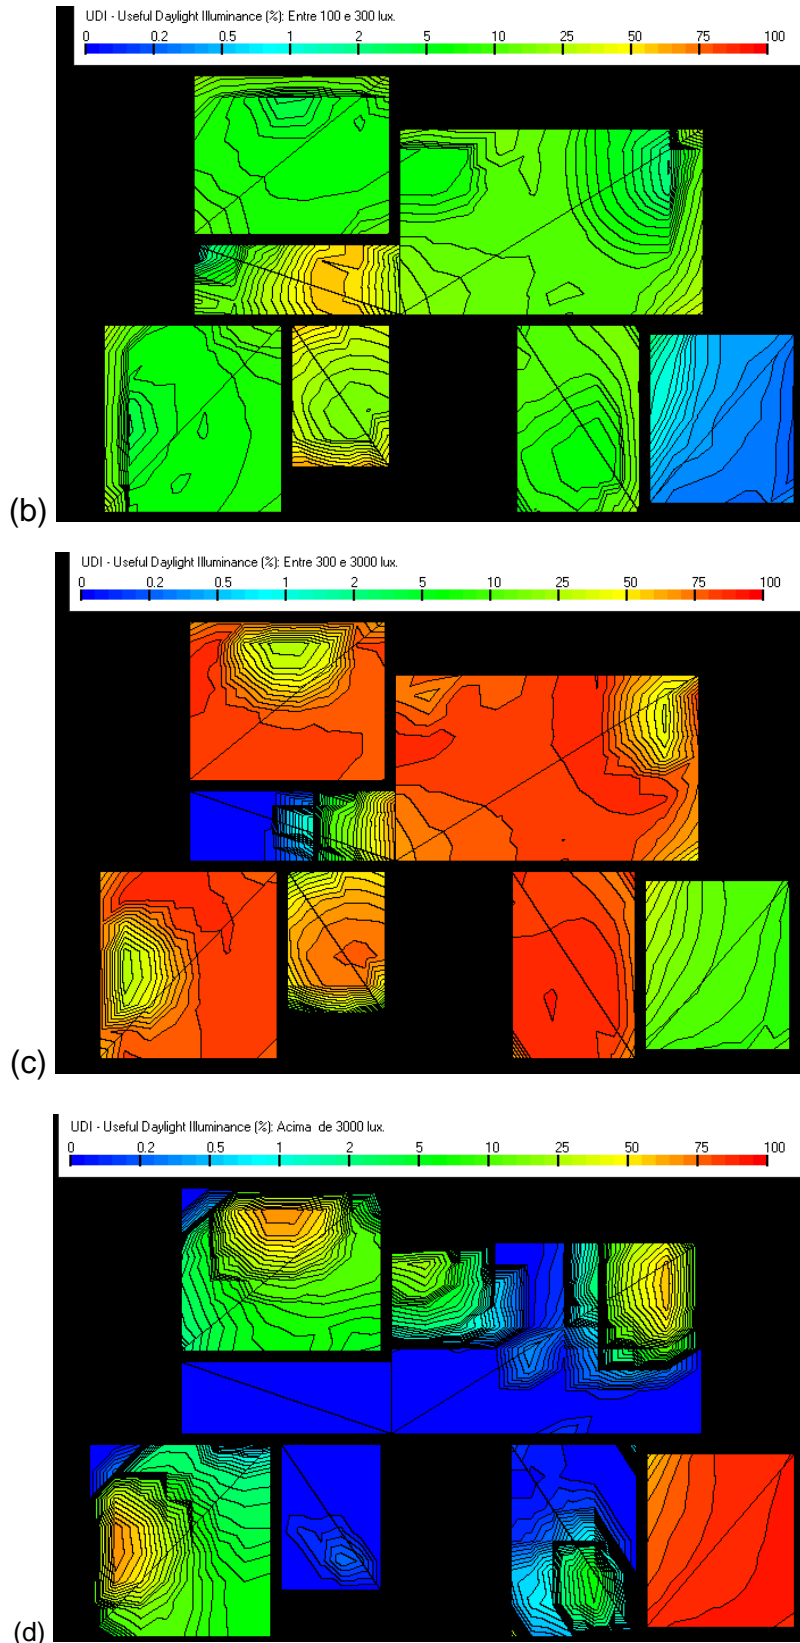 UDI - Useful Daylight Illuminance (%): Entre 100 e 300 lux.
0 0.2 0.5 1 2 5 10 25 50 75 100
(b)
UDI - Useful Daylight Illuminance (%): Entre 300 e 3000 lux.
0 0.2 0.5 1 2 5 10 25 50 75 100
(c)
UDI - Useful Daylight Illuminance (%): Acima de 3000 lux.
0 0.2 0.5 1 2 5 10 25 50 75 100
(d)